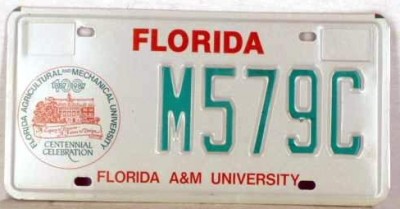 FLORIDA
FLORIDA AGRICULTURAL AND MECHANICAL UNIVERSITY
CENTENNIAL
CELEBRATION
M579C
FLORIDA A&M UNIVERSITY